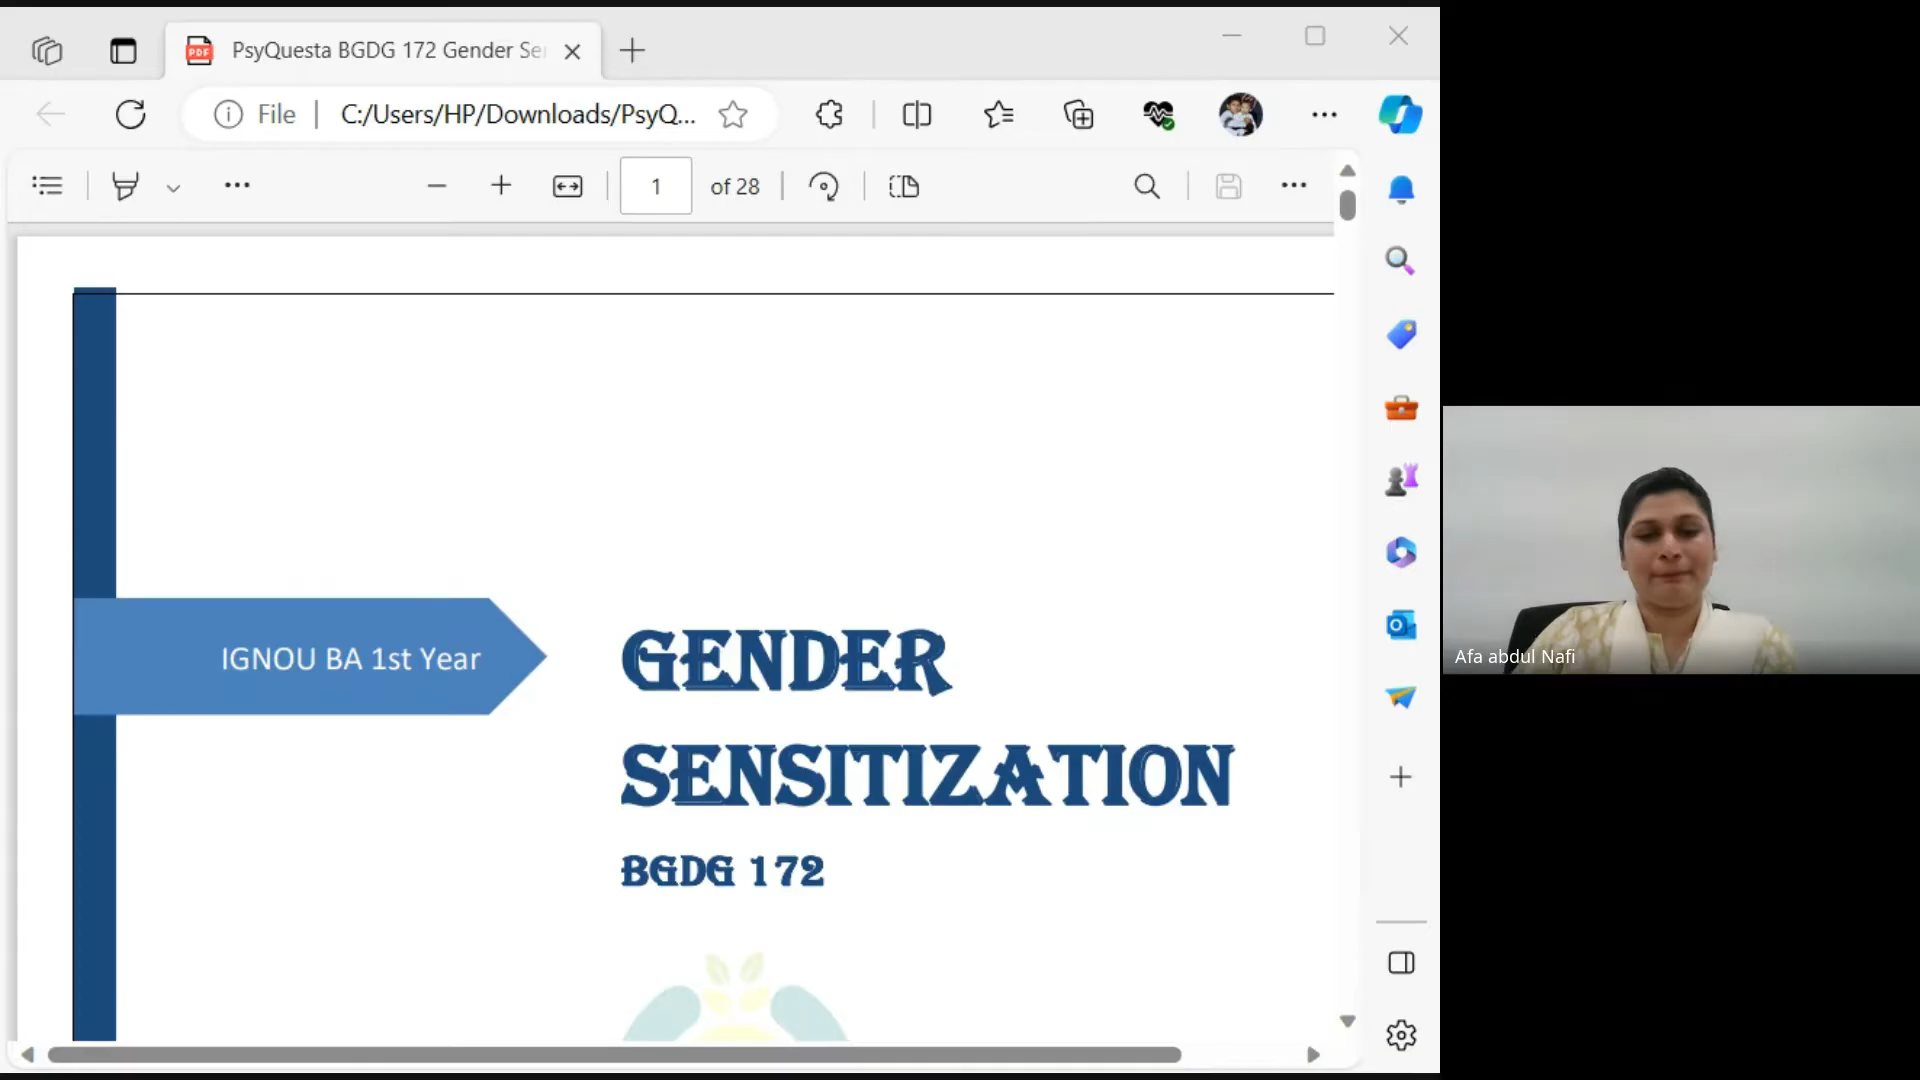 PsyQuesta BGDG 172 Gender Se
File
C:/Users/HP/Downloads/PsyQ...
1 of 28
IGNOU BA 1st Year
GENDER
SENSITIZATION
BGDG 172
Afa abdul Nafi